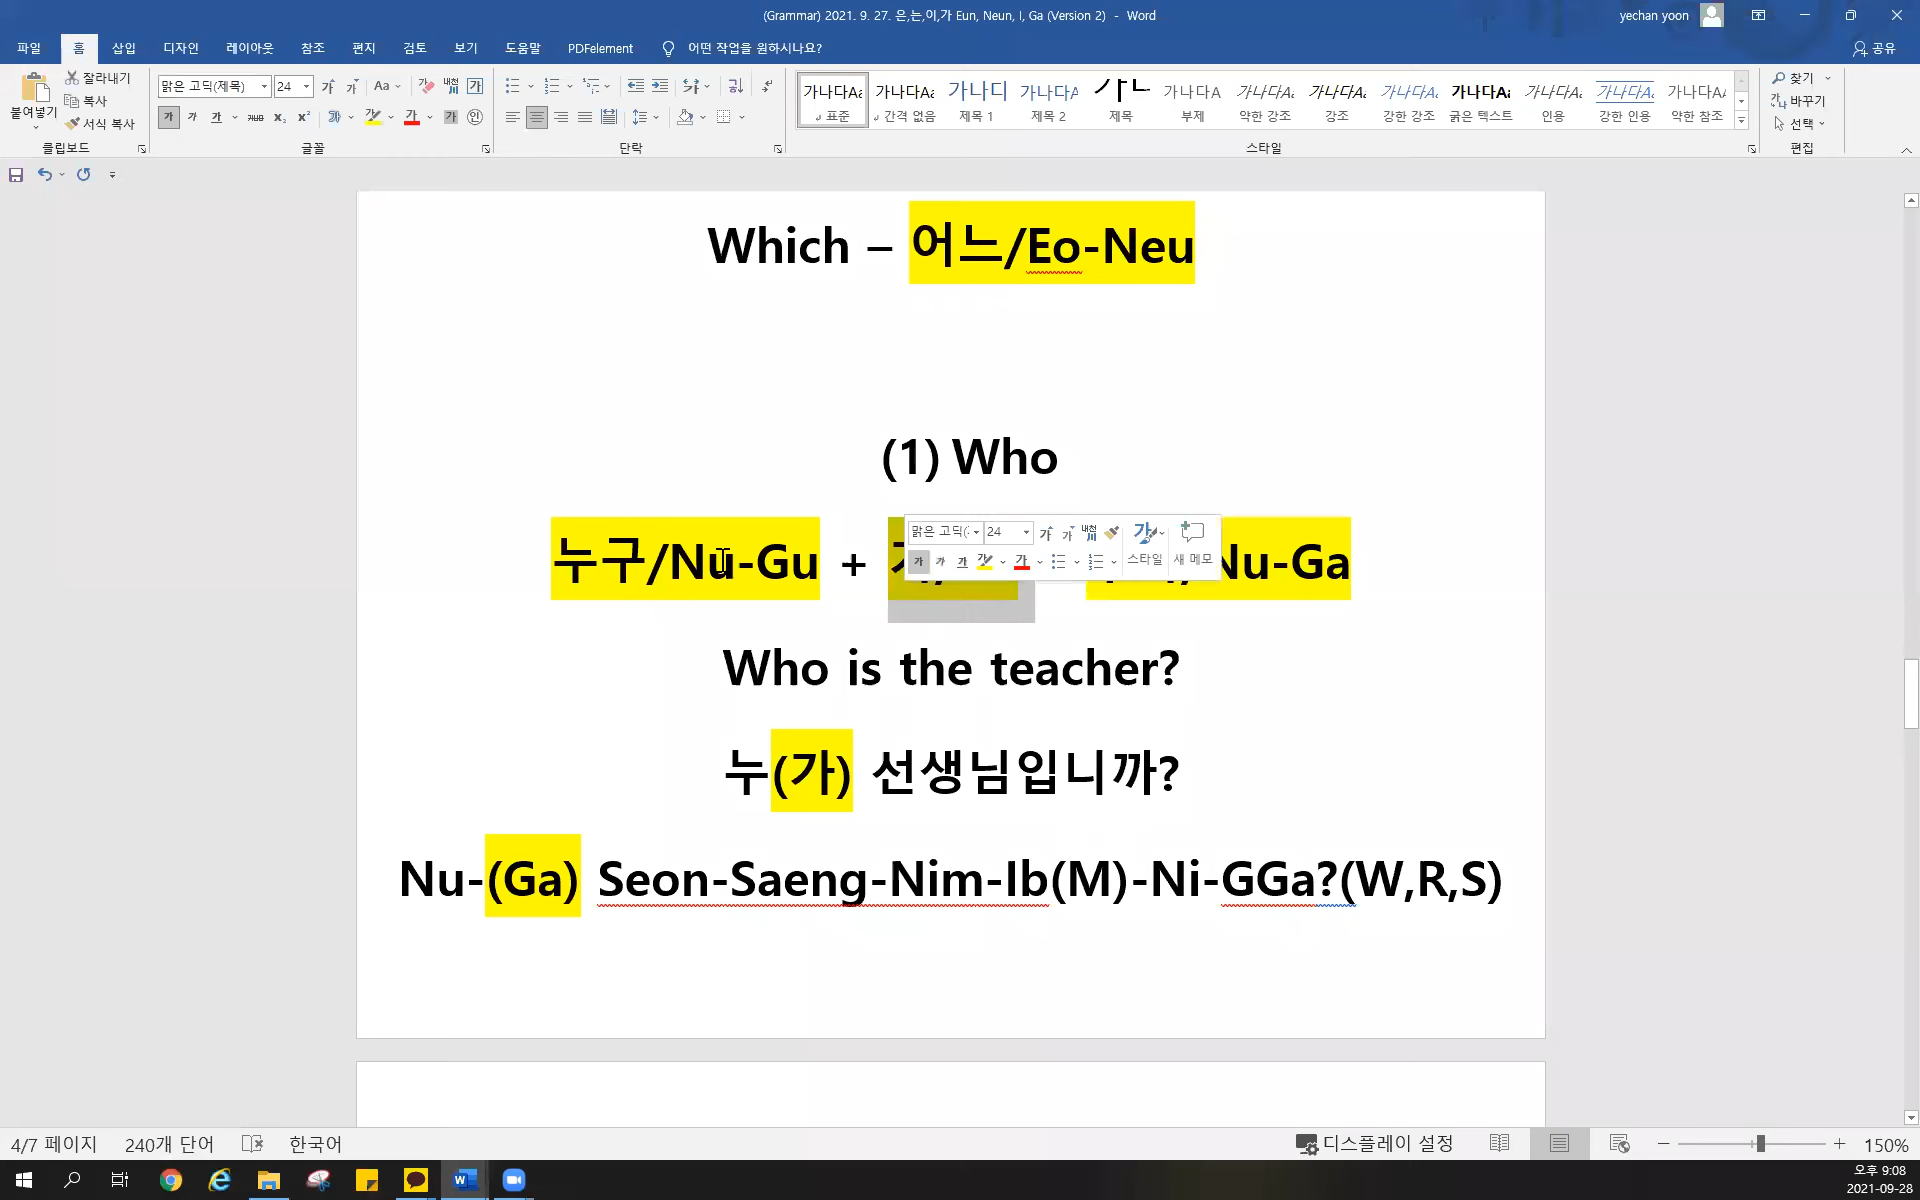 (Grammar) 2021. 9. 27. 은,는,이,가 Eun, Neun, I, Ga (Version 2) - Word
yechan yoon
파일 홈 삽입 디자인 레이아웃 참조 편지 검토 보기 도움말 PDFelement 어떤 작업을 원하시나요? 공유
붙여넣기
잘라내기
복사
서식 복사
맑은 고딕(제목) 24
가나다Aa 가나다Aa 가나다 가나다A 가나다A 가나다Aa 가나다Aa 가나다Aa 가나다Aa 가나다Aa 가나다Aa 가나다A
표준 간격 없음 제목 1 제목 2 제목 부제 약한 강조 강조 강한 강조 굵은 텍스트 인용 강한 인용 약한 참조
찾기
바꾸기
선택
클립보드 글꼴 단락 스타일 편집
Which – 어느/Eo-Neu
(1) Who
누구/Nu-Gu + Nu-Ga
맑은 고딕 24
스타일 새 메모
Who is the teacher?
누(가) 선생님입니까?
Nu-(Ga) Seon-Saeng-Nim-Ib(M)-Ni-GGa?(W,R,S)
4/7 페이지 240개 단어 한국어 디스플레이 설정 150%
오후 9:08
2021-09-28